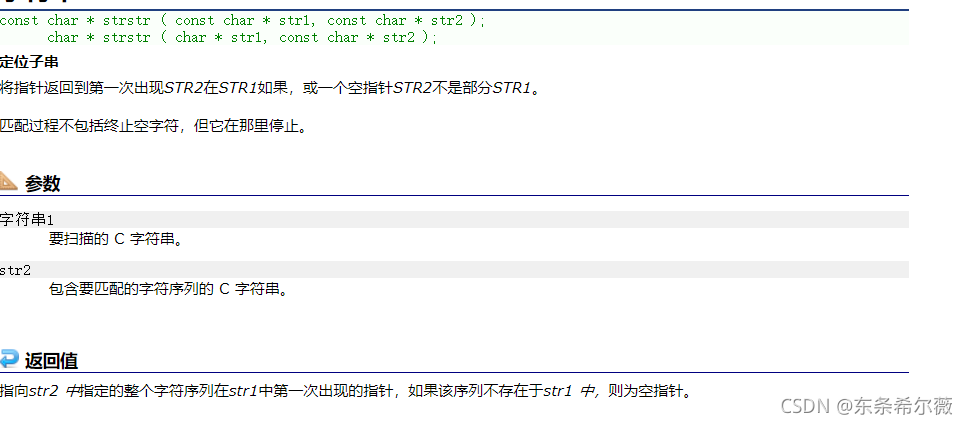 const char * strstr ( const char * str1, const char * str2 );
char * strstr ( char * str1, const char * str2 );
定位子串
将指针返回到第一次出现STR2在STR1如果，或一个空指针STR2不是部分STR1。
匹配过程不包括终止空字符，但它在那里停止。
参数
字符串1
要扫描的 C 字符串。
str2
包含要匹配的字符序列的 C 字符串。
返回值
指向str2 中指定的整个字符序列在str1中第一次出现的指针，如果该序列不存在于str1 中，则为空指针。
CSDN @东条希尔薇